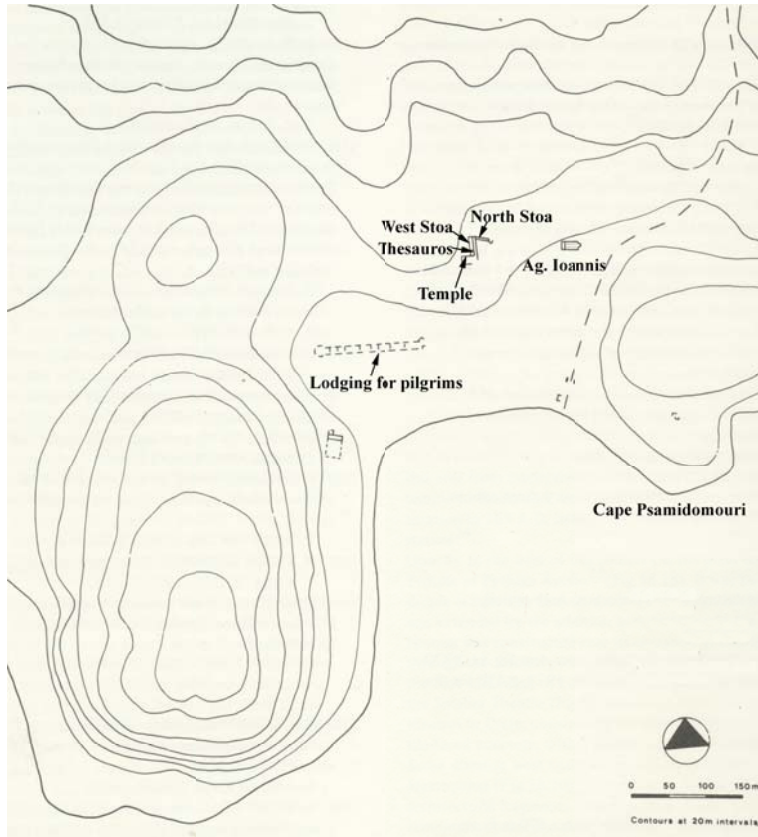 North Stoa
West Stoa
Thesauros
Ag. Ioannis
Temple
Lodging for pilgrims
Cape Psamidomouri
0 50 100 150m
Contours at 20m intervals